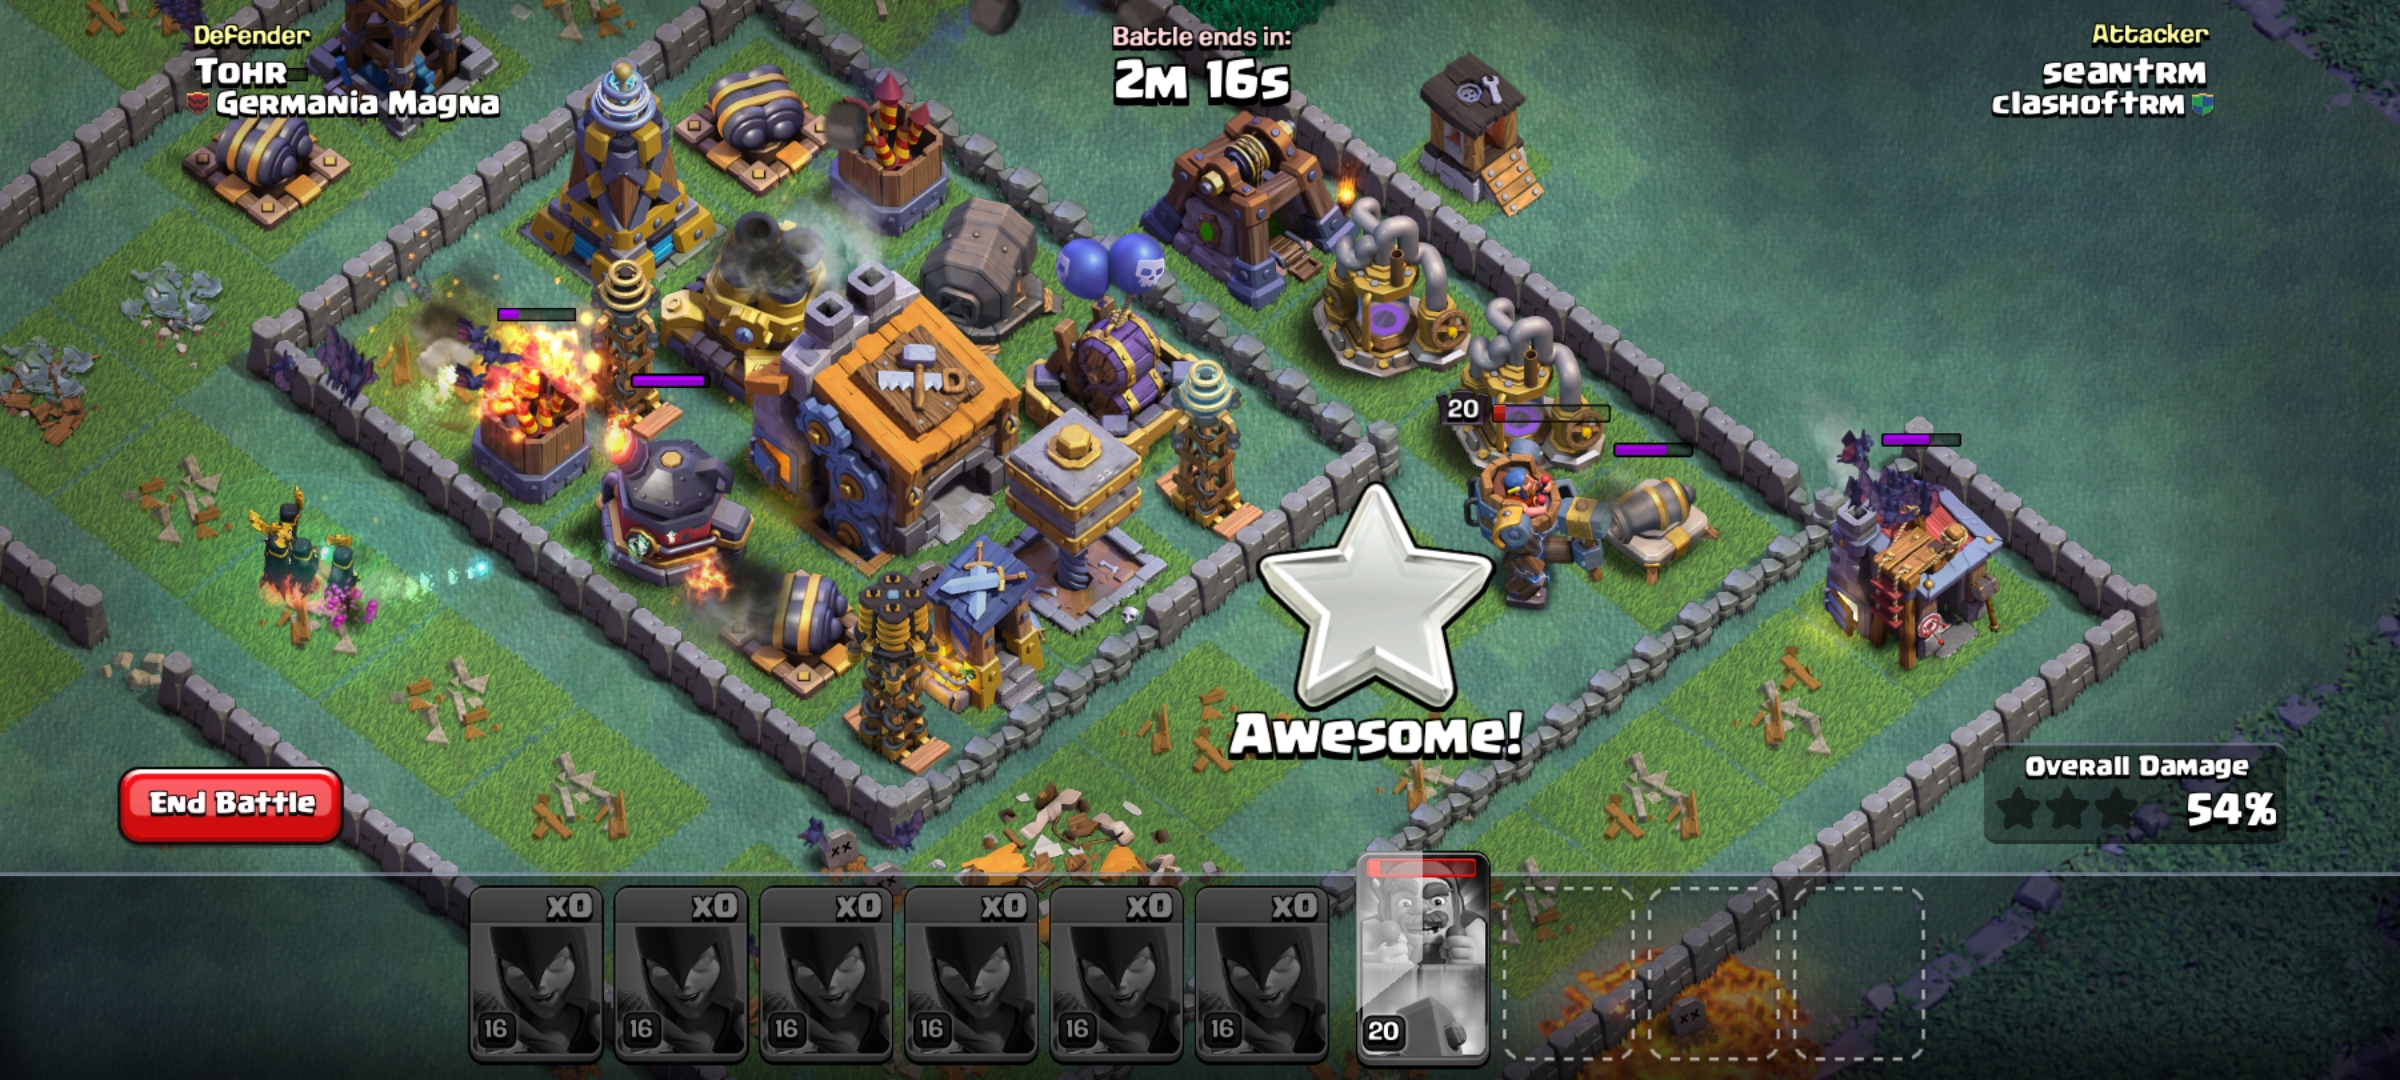 Defender
Tohr
Germania Magna
Battle ends in:
2M 16s
Attacker
seantRM
clashoftRM
20
Awesome!
End Battle
Overall Damage
54%
x0
x0
x0
x0
x0
x0
16
16
16
16
16
16
20